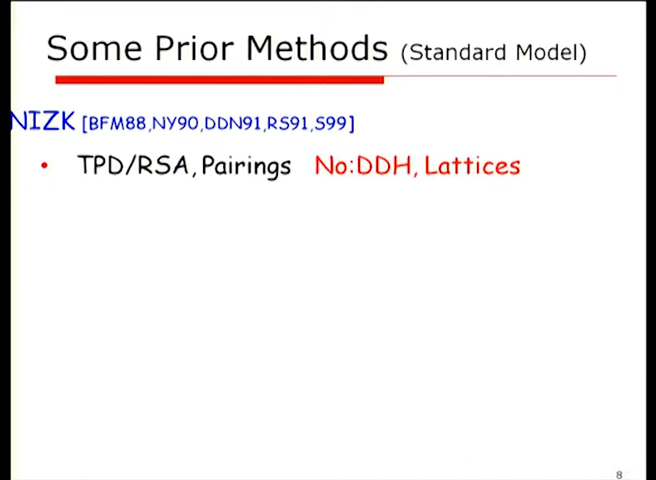 Some Prior Methods (Standard Model)
NIZK [BFM88,NY90,DDN91,RS91,S99]
• TPD/RSA, Pairings No:DDH, Lattices
8